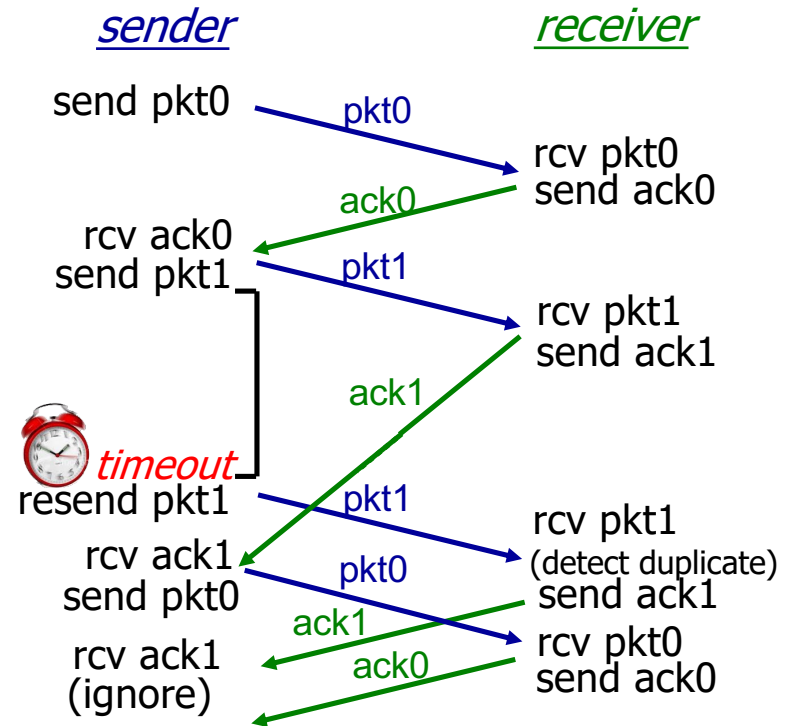 sender
receiver
send pkt0
pkt0
rcv pkt0
send ack0
ack0
rcv ack0
send pkt1
pkt1
rcv pkt1
send ack1
ack1
timeout
resend pkt1
pkt1
rcv pkt1
(detect duplicate)
send ack1
rcv ack1
send pkt0
pkt0
ack1
rcv pkt0
send ack0
rcv ack1
(ignore)
ack0